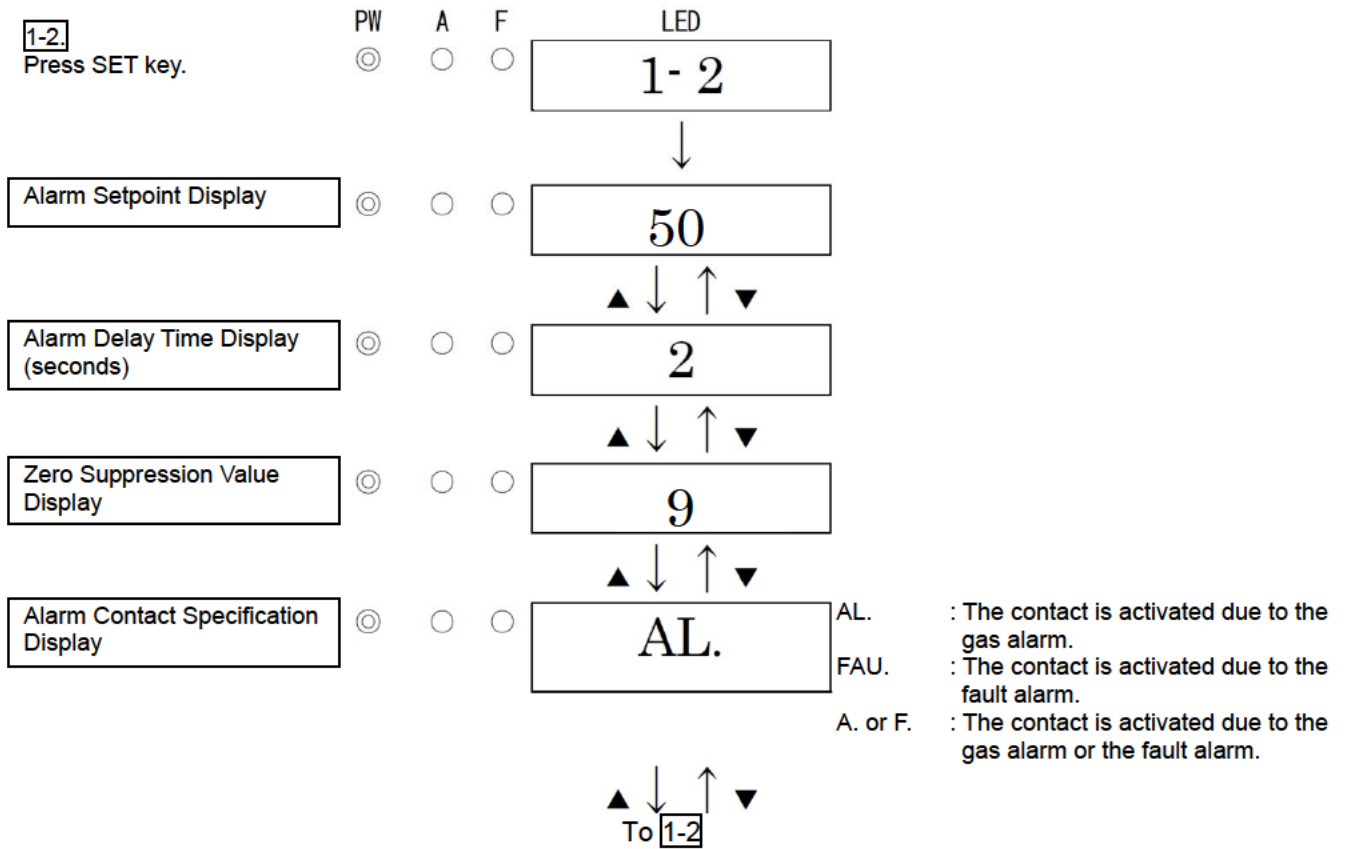 PW A F LED
1-2.
Press SET key.
1- 2
Alarm Setpoint Display
50
▲ ↓ ↑ ▼
Alarm Delay Time Display
(seconds)
2
▲ ↓ ↑ ▼
Zero Suppression Value
Display
9
▲ ↓ ↑ ▼
Alarm Contact Specification
Display
AL.
AL. : The contact is activated due to the
gas alarm.
FAU. : The contact is activated due to the
fault alarm.
A. or F. : The contact is activated due to the
gas alarm or the fault alarm.
▲ ↓ ↑ ▼
To 1-2